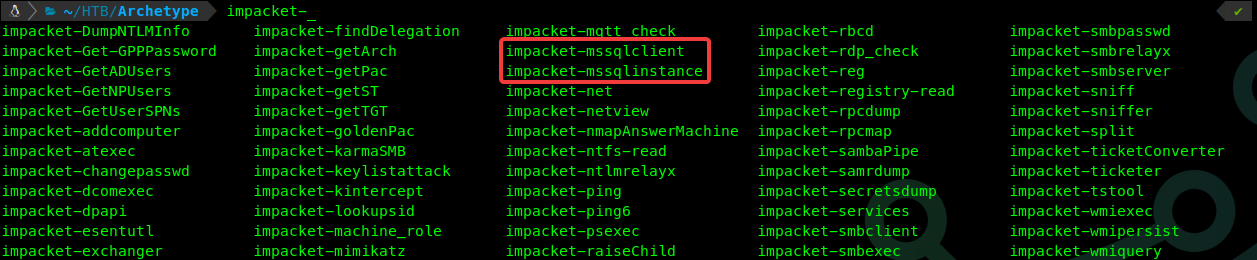 ~/HTB/Archetype impacket-_ ✔
impacket-DumpNTLMInfo impacket-findDelegation impacket-mqtt_check impacket-rbcd impacket-smbpasswd
impacket-Get-GPPPassword impacket-getArch impacket-mssqlclient impacket-rdp_check impacket-smbrelayx
impacket-GetADUsers impacket-getPac impacket-mssqlinstance impacket-reg impacket-smbserver
impacket-GetNPUsers impacket-getST impacket-net impacket-registry-read impacket-sniff
impacket-GetUserSPNs impacket-getTGT impacket-netview impacket-rpcdump impacket-sniffer
impacket-addcomputer impacket-goldenPac impacket-nmapAnswerMachine impacket-rpcmap impacket-split
impacket-atexec impacket-karmaSMB impacket-ntfs-read impacket-sambaPipe impacket-ticketConverter
impacket-changepasswd impacket-keylistattack impacket-ntlmrelayx impacket-samrdump impacket-ticketer
impacket-dcomexec impacket-kintercept impacket-ping impacket-secretsdump impacket-tstool
impacket-dpapi impacket-lookupsid impacket-ping6 impacket-services impacket-wmiexec
impacket-esentutl impacket-machine_role impacket-psexec impacket-smbclient impacket-wmipersist
impacket-exchanger impacket-mimikatz impacket-raiseChild impacket-smbexec impacket-wmiquery